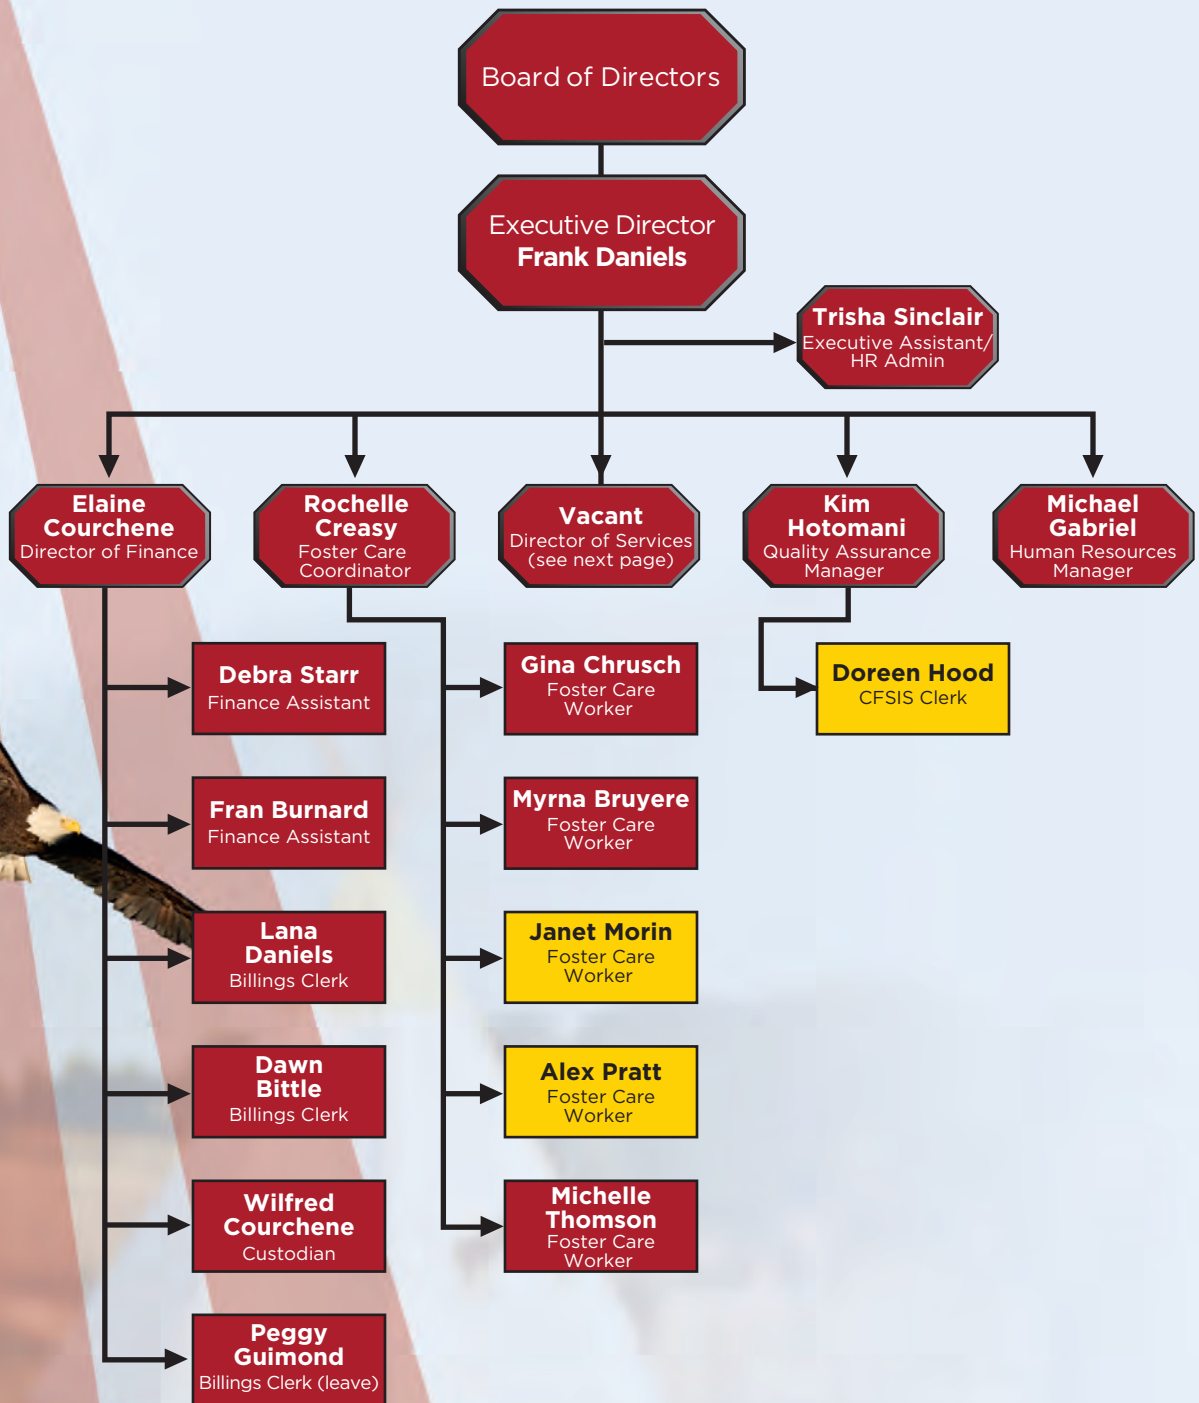 Board of Directors
Executive Director
Frank Daniels
Trisha Sinclair
Executive Assistant/
HR Admin
Elaine
Courchene
Director of Finance
Rochelle
Creasy
Foster Care
Coordinator
Vacant
Director of Services
(see next page)
Kim
Hotomani
Quality Assurance
Manager
Michael
Gabriel
Human Resources
Manager
Debra Starr
Finance Assistant
Gina Chrusch
Foster Care
Worker
Doreen Hood
CFSIS Clerk
Fran Burnard
Finance Assistant
Myrna Bruyere
Foster Care
Worker
Lana
Daniels
Billings Clerk
Janet Morin
Foster Care
Worker
Dawn
Bittle
Billings Clerk
Alex Pratt
Foster Care
Worker
Wilfred
Courchene
Custodian
Michelle
Thomson
Foster Care
Worker
Peggy
Guimond
Billings Clerk (leave)